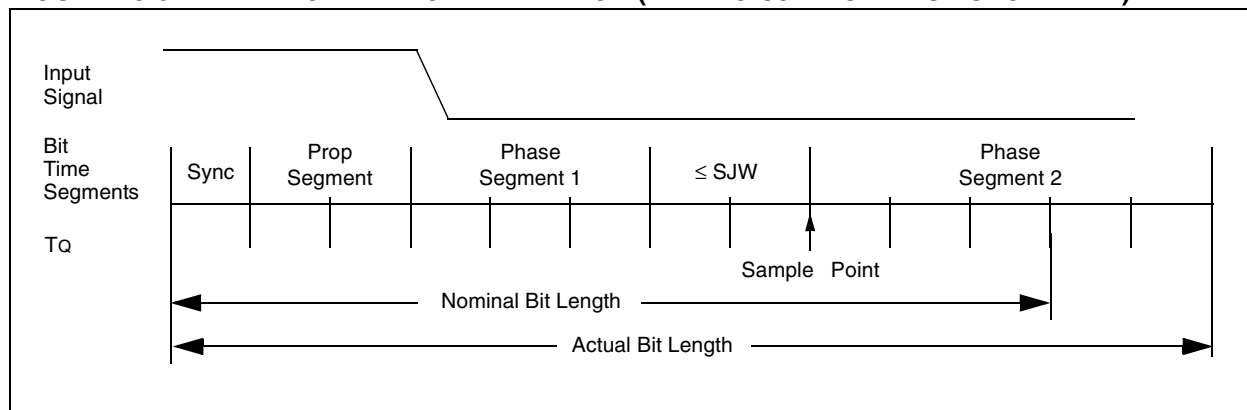 Input
Signal
Bit
Time
Segments
Sync
Prop
Segment
Phase
Segment 1
≤ SJW
Phase
Segment 2
TQ
Sample Point
Nominal Bit Length
Actual Bit Length